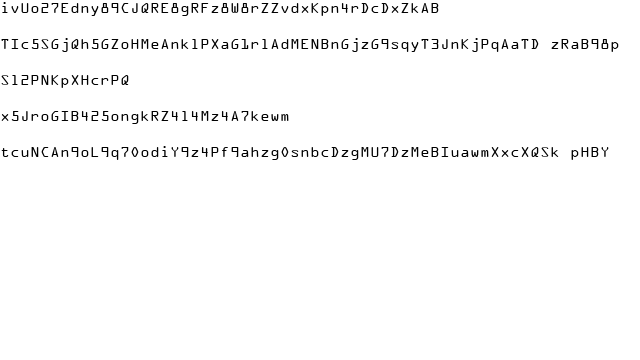 ivUo27Edny89CJQRE8gRFz8W8rZZvdxKpn4rDcDxZkAB
TIc5SGjQh5GZoHMeAnklPXaG1rlAdMENBnGjzG9sqyT3JnKjPqAaTD zRaB98p
Sl2PNKpXHcrPQ
x5JroGIB425ongkRZ4l4Mz4A7kewm
tcuNCAn9oL9q70odiY9z4Pf9ahzg0snbcDzgMU7DzMeBIuawmXxcXQSk pHBY